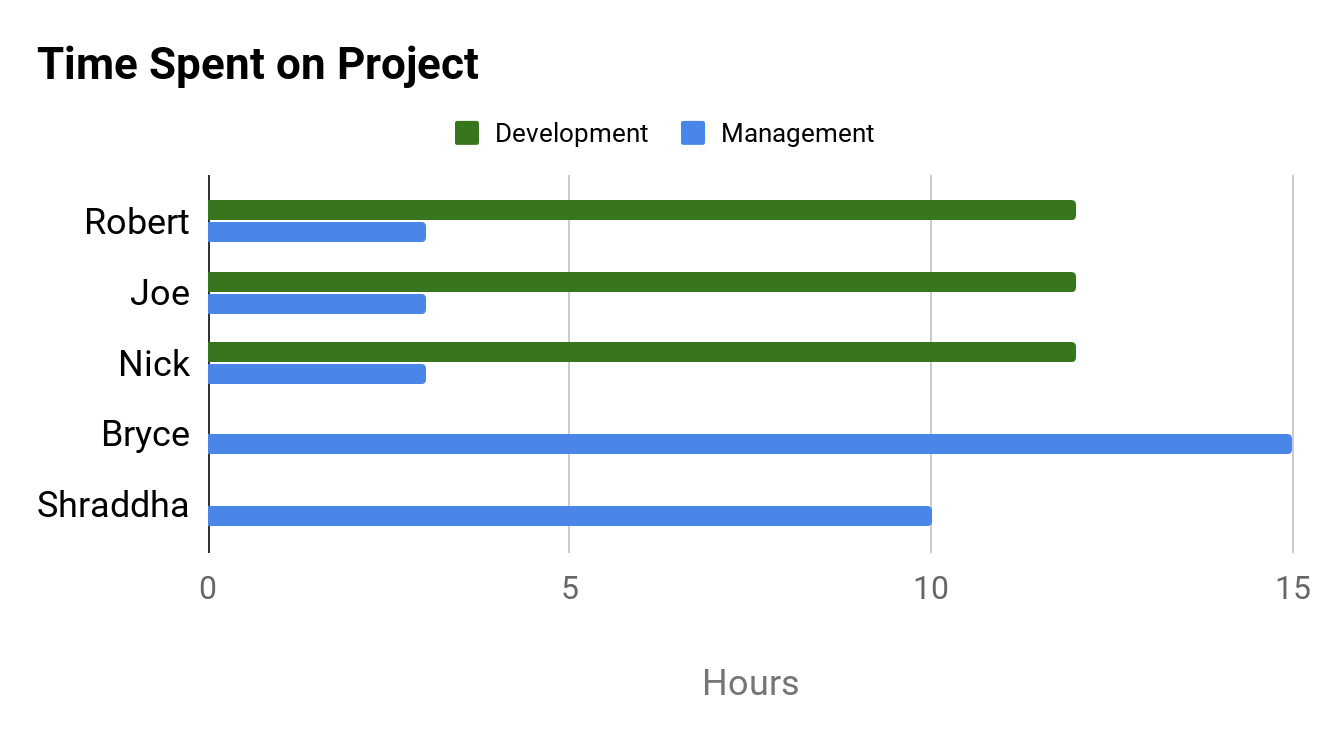 Time Spent on Project
Development Management
Robert
Joe
Nick
Bryce
Shraddha
0 5 10 15
Hours